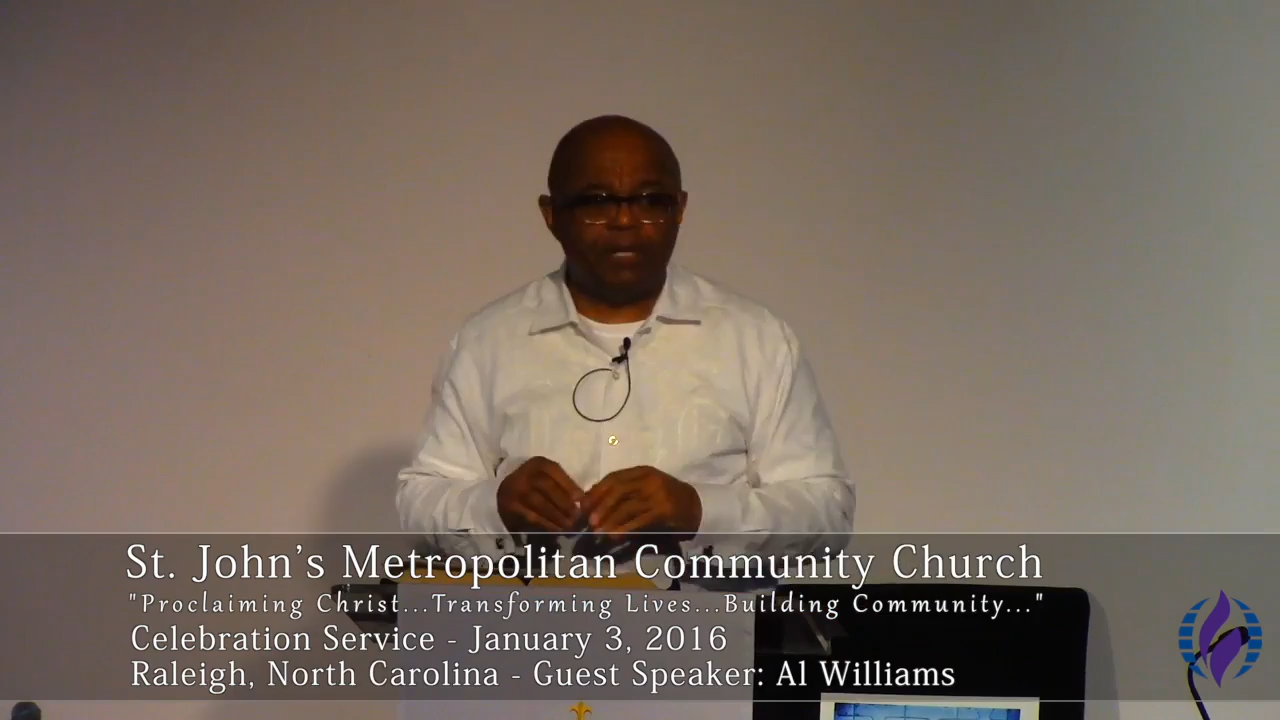 St. John’s Metropolitan Community Church
"Proclaiming Christ...Transforming Lives...Building Community..."
Celebration Service - January 3, 2016
Raleigh, North Carolina - Guest Speaker: Al Williams